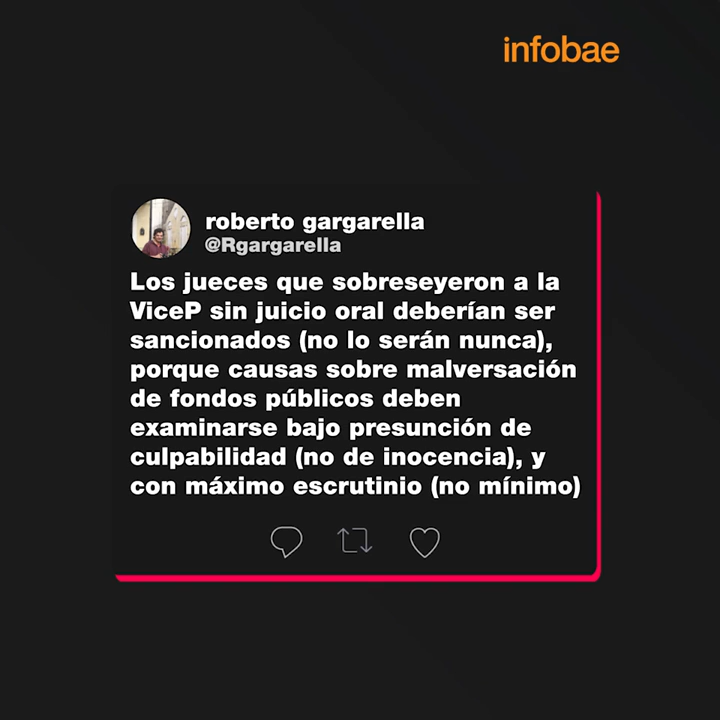 infobae
roberto gargarella
@Rgargarella
Los jueces que sobreseyeron a la
ViceP sin juicio oral deberían ser
sancionados (no lo serán nunca),
porque causas sobre malversación
de fondos públicos deben
examinarse bajo presunción de
culpabilidad (no de inocencia), y
con máximo escrutinio (no mínimo)